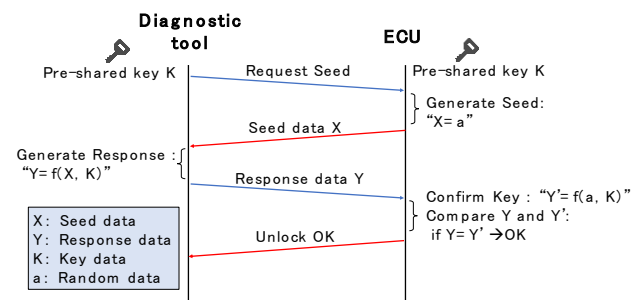 Diagnostic
tool
ECU
Pre-shared key K
Request Seed
Pre-shared key K
Generate Seed:
“X= a”
Seed data X
Generate Response :
“Y= f(X, K)”
Response data Y
Confirm Key : “Y’= f(a, K)”
Compare Y and Y’:
if Y= Y’ →OK
Unlock OK
X: Seed data
Y: Response data
K: Key data
a: Random data